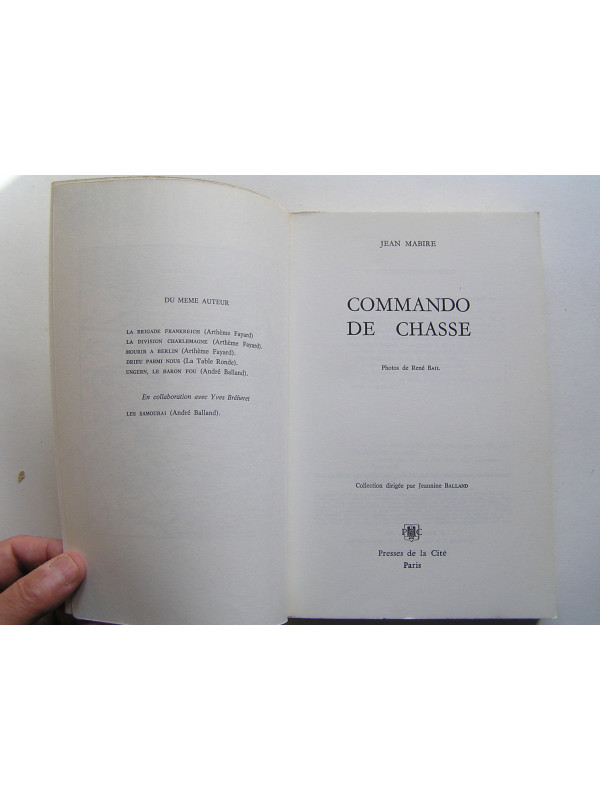 DU MEME AUTEUR
LA BRIGADE FRANKREICH (Arthème Fayard)
LA DIVISION CHARLEMAGNE (Arthème Fayard).
MOURIR A BERLIN (Arthème Fayard).
DRIEU PARMI NOUS (La Table Ronde).
UNGERN, LE BARON FOU (André Balland).
En collaboration avec Yves Bréheret
LES SAMOURAI (André Balland).
JEAN MABIRE
COMMANDO
DE CHASSE
Photos de René BAIL
Collection dirigée par Jeannine BALLAND
Presses de la Cité
Paris